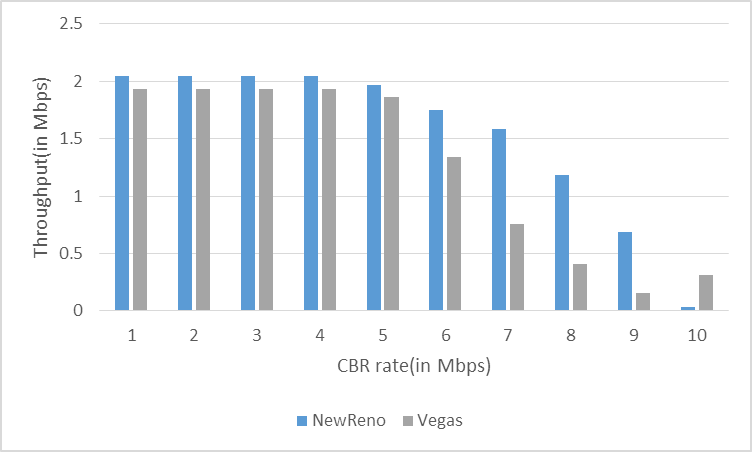 2.5
2
1.5
1
0.5
0
Throughput(in Mbps)
1 2 3 4 5 6 7 8 9 10
CBR rate(in Mbps)
NewReno Vegas